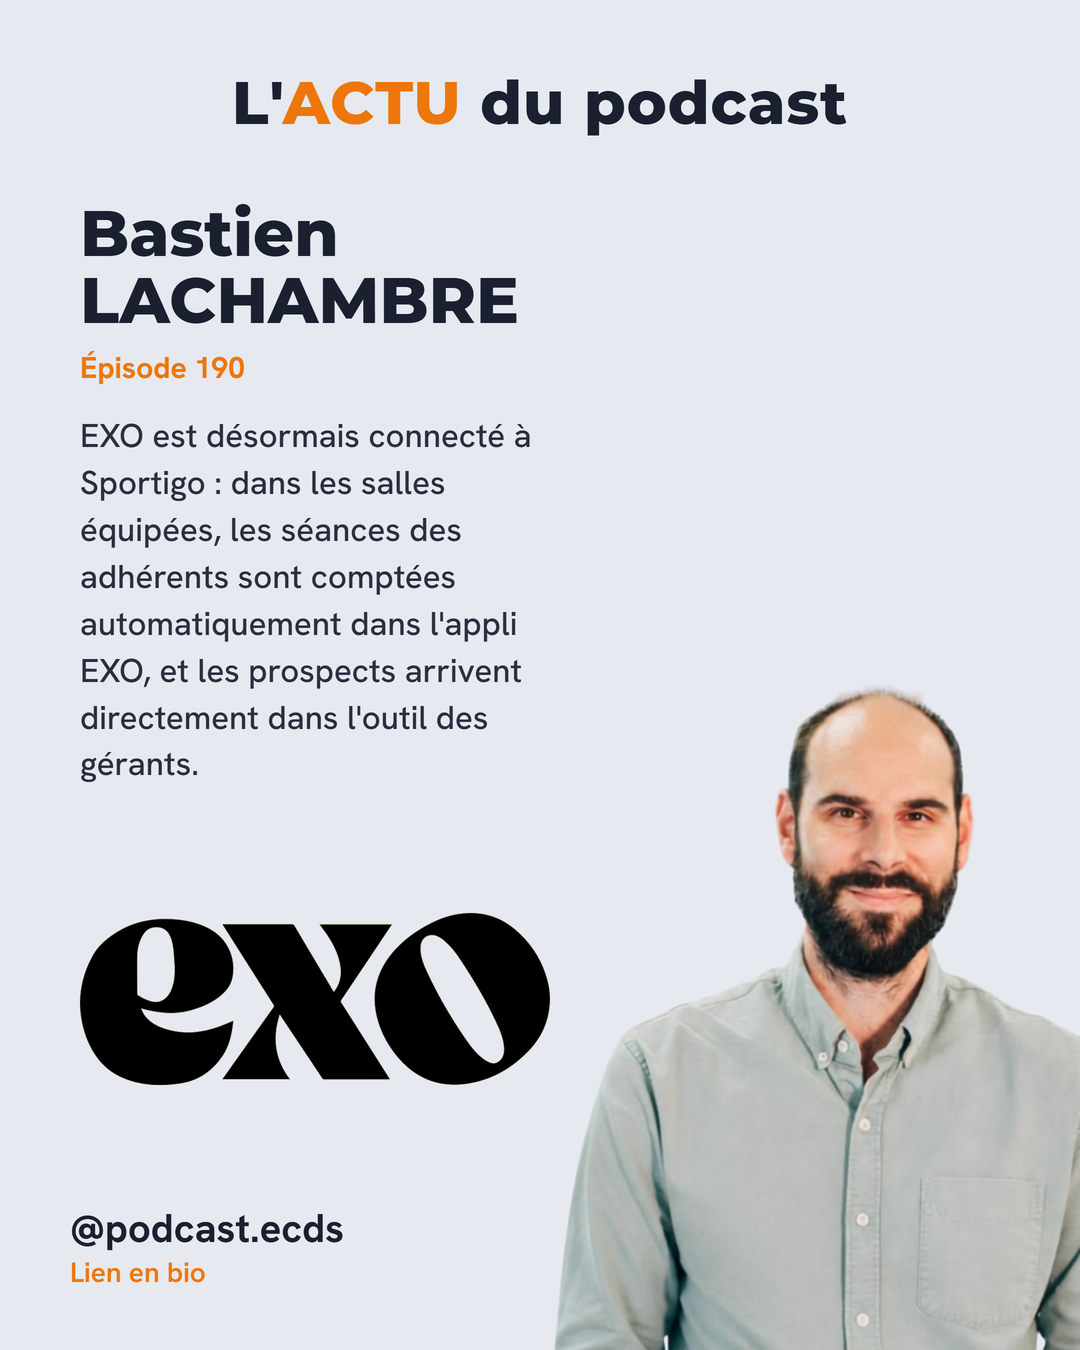 L'ACTU du podcast
Bastien
LACHAMBRE
Épisode 190
EXO est désormais connecté à
Sportigo : dans les salles
équipées, les séances des
adhérents sont comptées
automatiquement dans l'appli
EXO, et les prospects arrivent
directement dans l'outil des
gérants.
exo
@podcast.ecds
Lien en bio